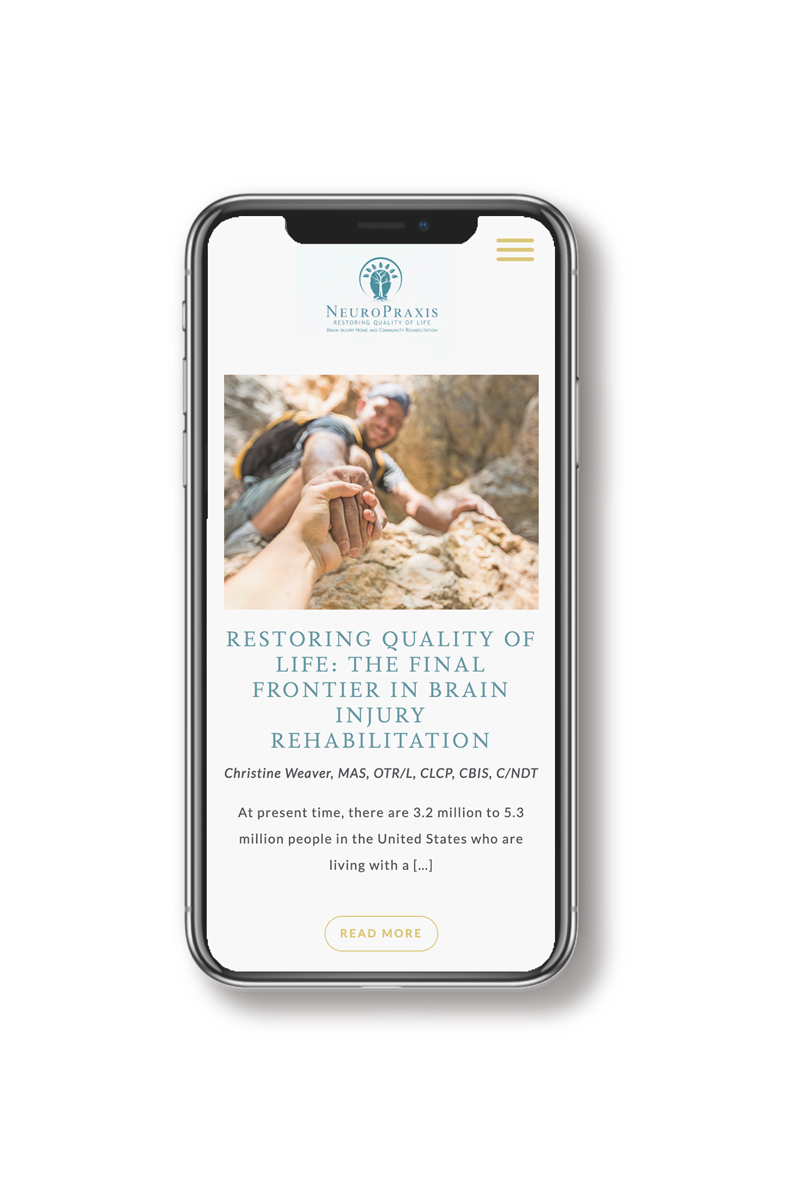 NEUROPRAXIS
RESTORING QUALITY OF LIFE
BRAIN INJURY HOME AND COMMUNITY REHABILITATION
RESTORING QUALITY OF
LIFE: THE FINAL
FRONTIER IN BRAIN
INJURY
REHABILITATION
Christine Weaver, MAS, OTR/L, CLCP, CBIS, C/NDT
At present time, there are 3.2 million to 5.3
million people in the United States who are
living with a [...]
READ MORE